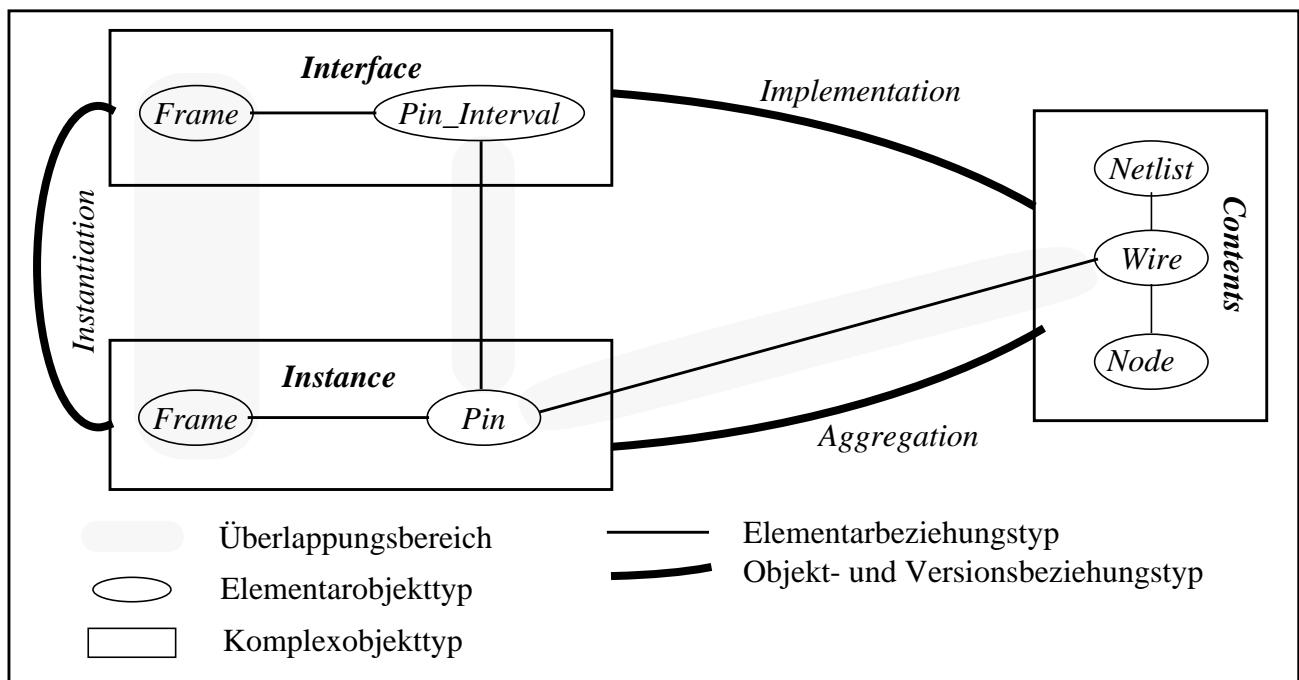 Interface
Frame
Pin_Interval
Implementation
Netlist
Wire
Node
Contents
Instantiation
Instance
Frame
Pin
Aggregation
Überlappungsbereich
Elementarobjekttyp
Komplexobjekttyp
Elementarbeziehungstyp
Objekt- und Versionsbeziehungstyp